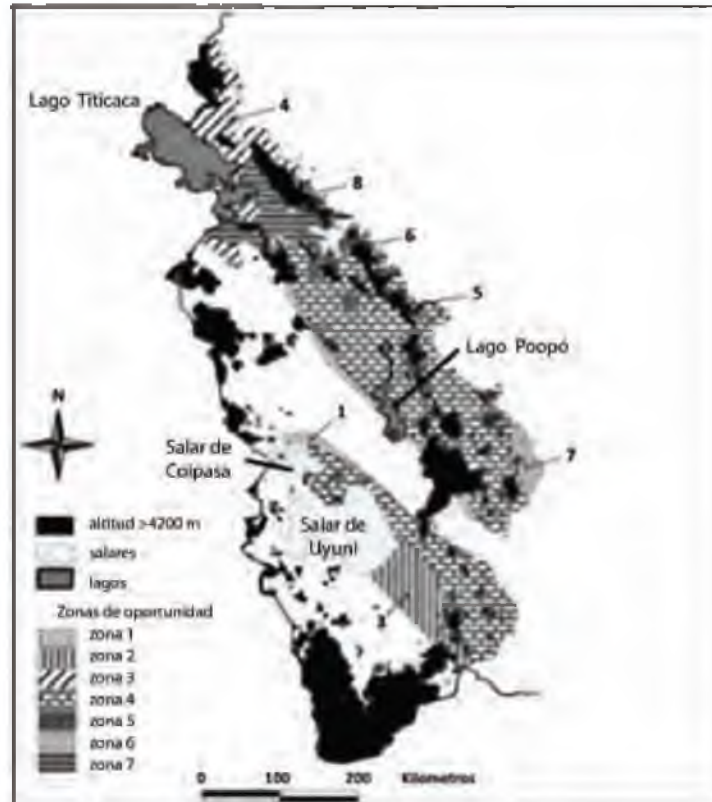 Lago Titicaca
4
8
6
5
Lago Poopó
N
1
Salar de
Coipasa
7
altitud >4200 m
Salar de
Uyuni
salares
lagos
Zonas de oportunidad
zona 1
zona 2
zona 3
zona 4
zona 5
zona 6
zona 7
0 100 200 Kilometros